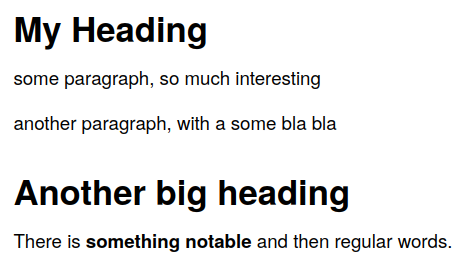 My Heading
some paragraph, so much interesting
another paragraph, with a some bla bla
Another big heading
There is something notable and then regular words.